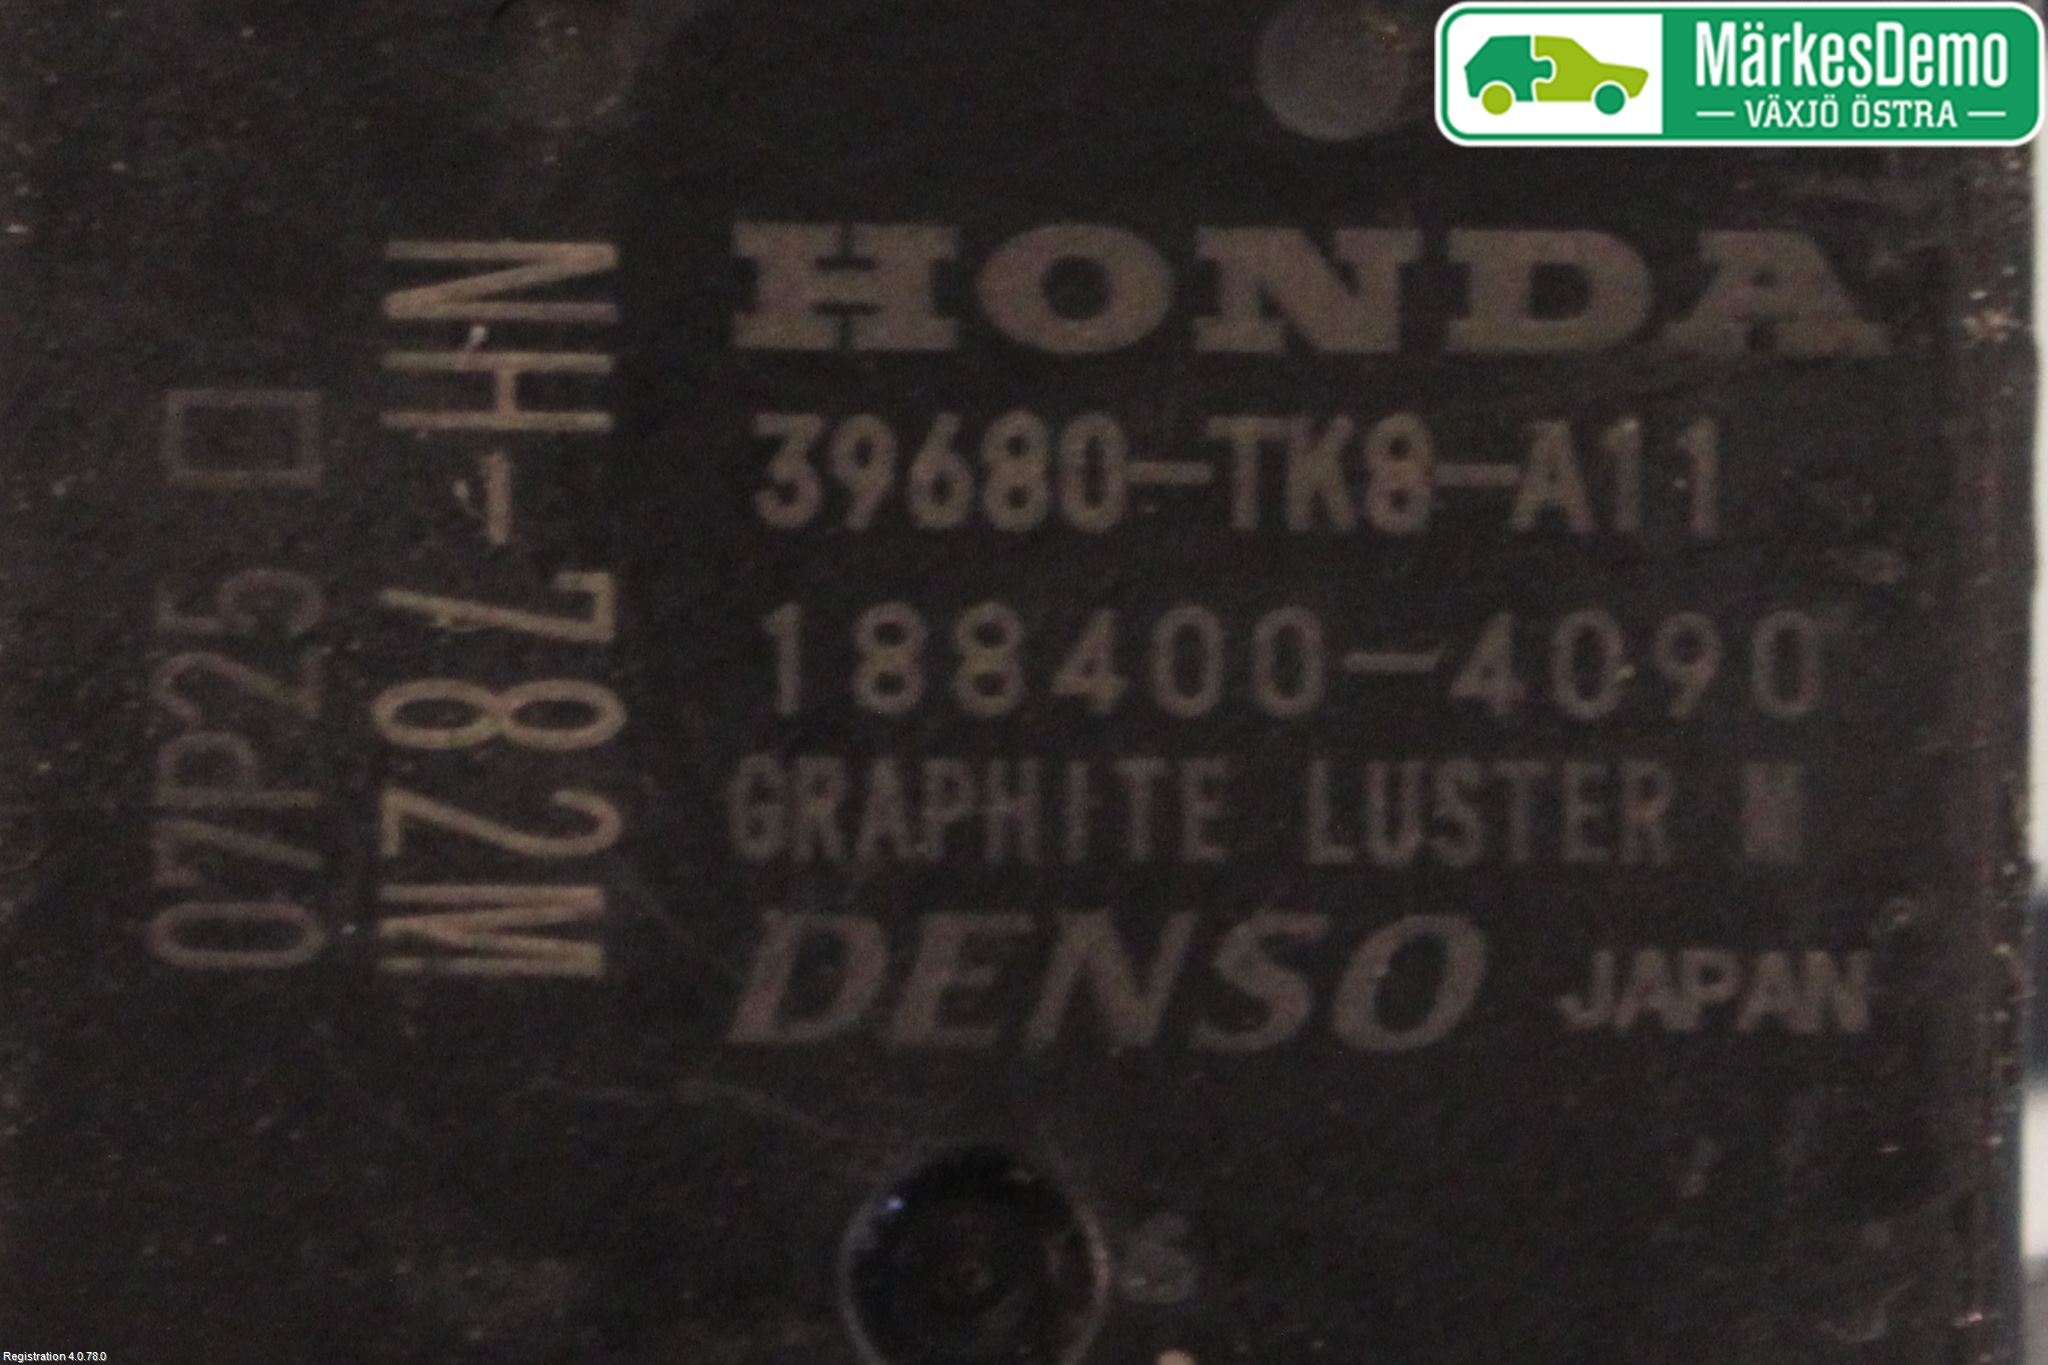 MärkesDemo
VÄXJÖ ÖSTRA
HONDA
39680-TK8-A11
188400-4090
GRAPHITE LUSTER M
DENSO JAPAN
NH-782M
07P25
Registration 4.0.78.0